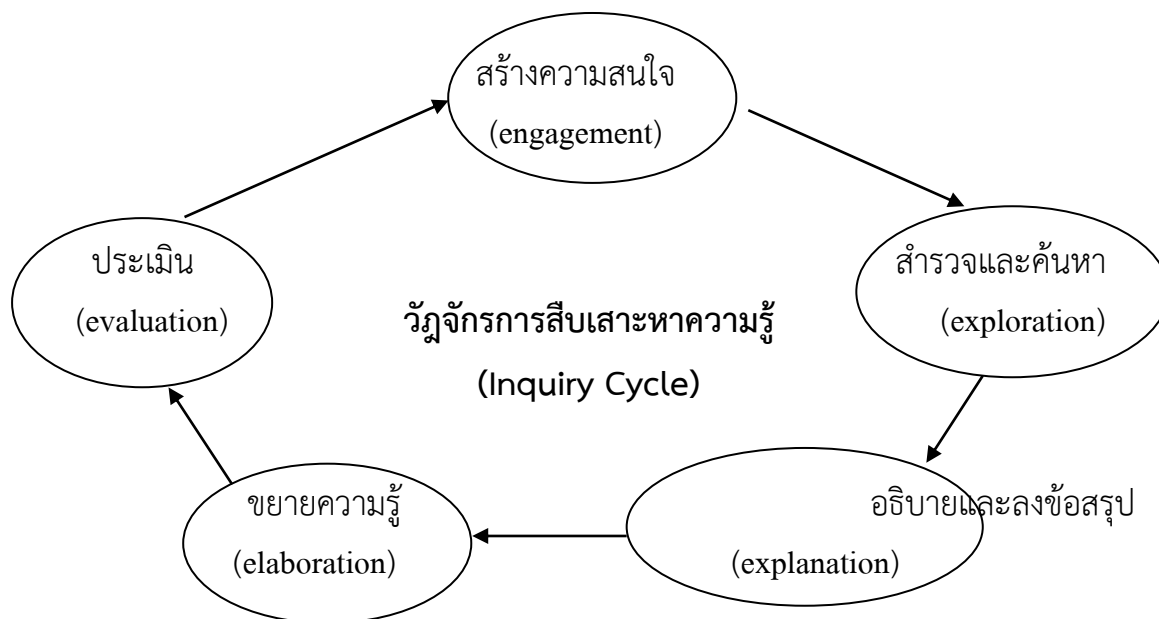 สร้างความสนใจ
(engagement)
สำรวจและค้นหา
(exploration)
อธิบายและลงข้อสรุป
(explanation)
ขยายความรู้
(elaboration)
ประเมิน
(evaluation)
วัฎจักรการสืบเสาะหาความรู้
(Inquiry Cycle)